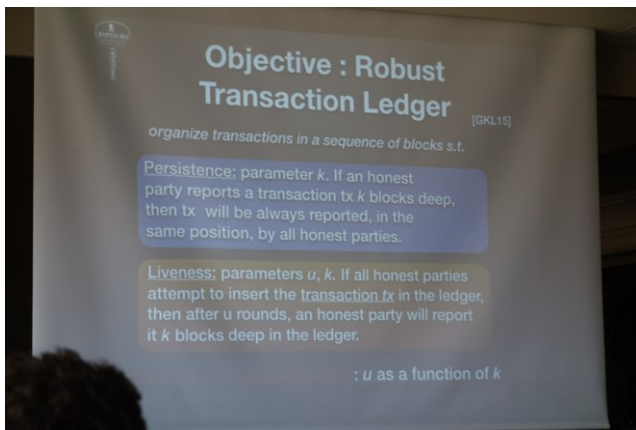 Objective : Robust
Transaction Ledger
[GKL15]
organize transactions in a sequence of blocks s.t.
Persistence: parameter k. If an honest
party reports a transaction tx k blocks deep,
then tx will be always reported, in the
same position, by all honest parties.
Liveness: parameters u, k. If all honest parties
attempt to insert the transaction tx in the ledger,
then after u rounds, an honest party will report
it k blocks deep in the ledger.
: u as a function of k